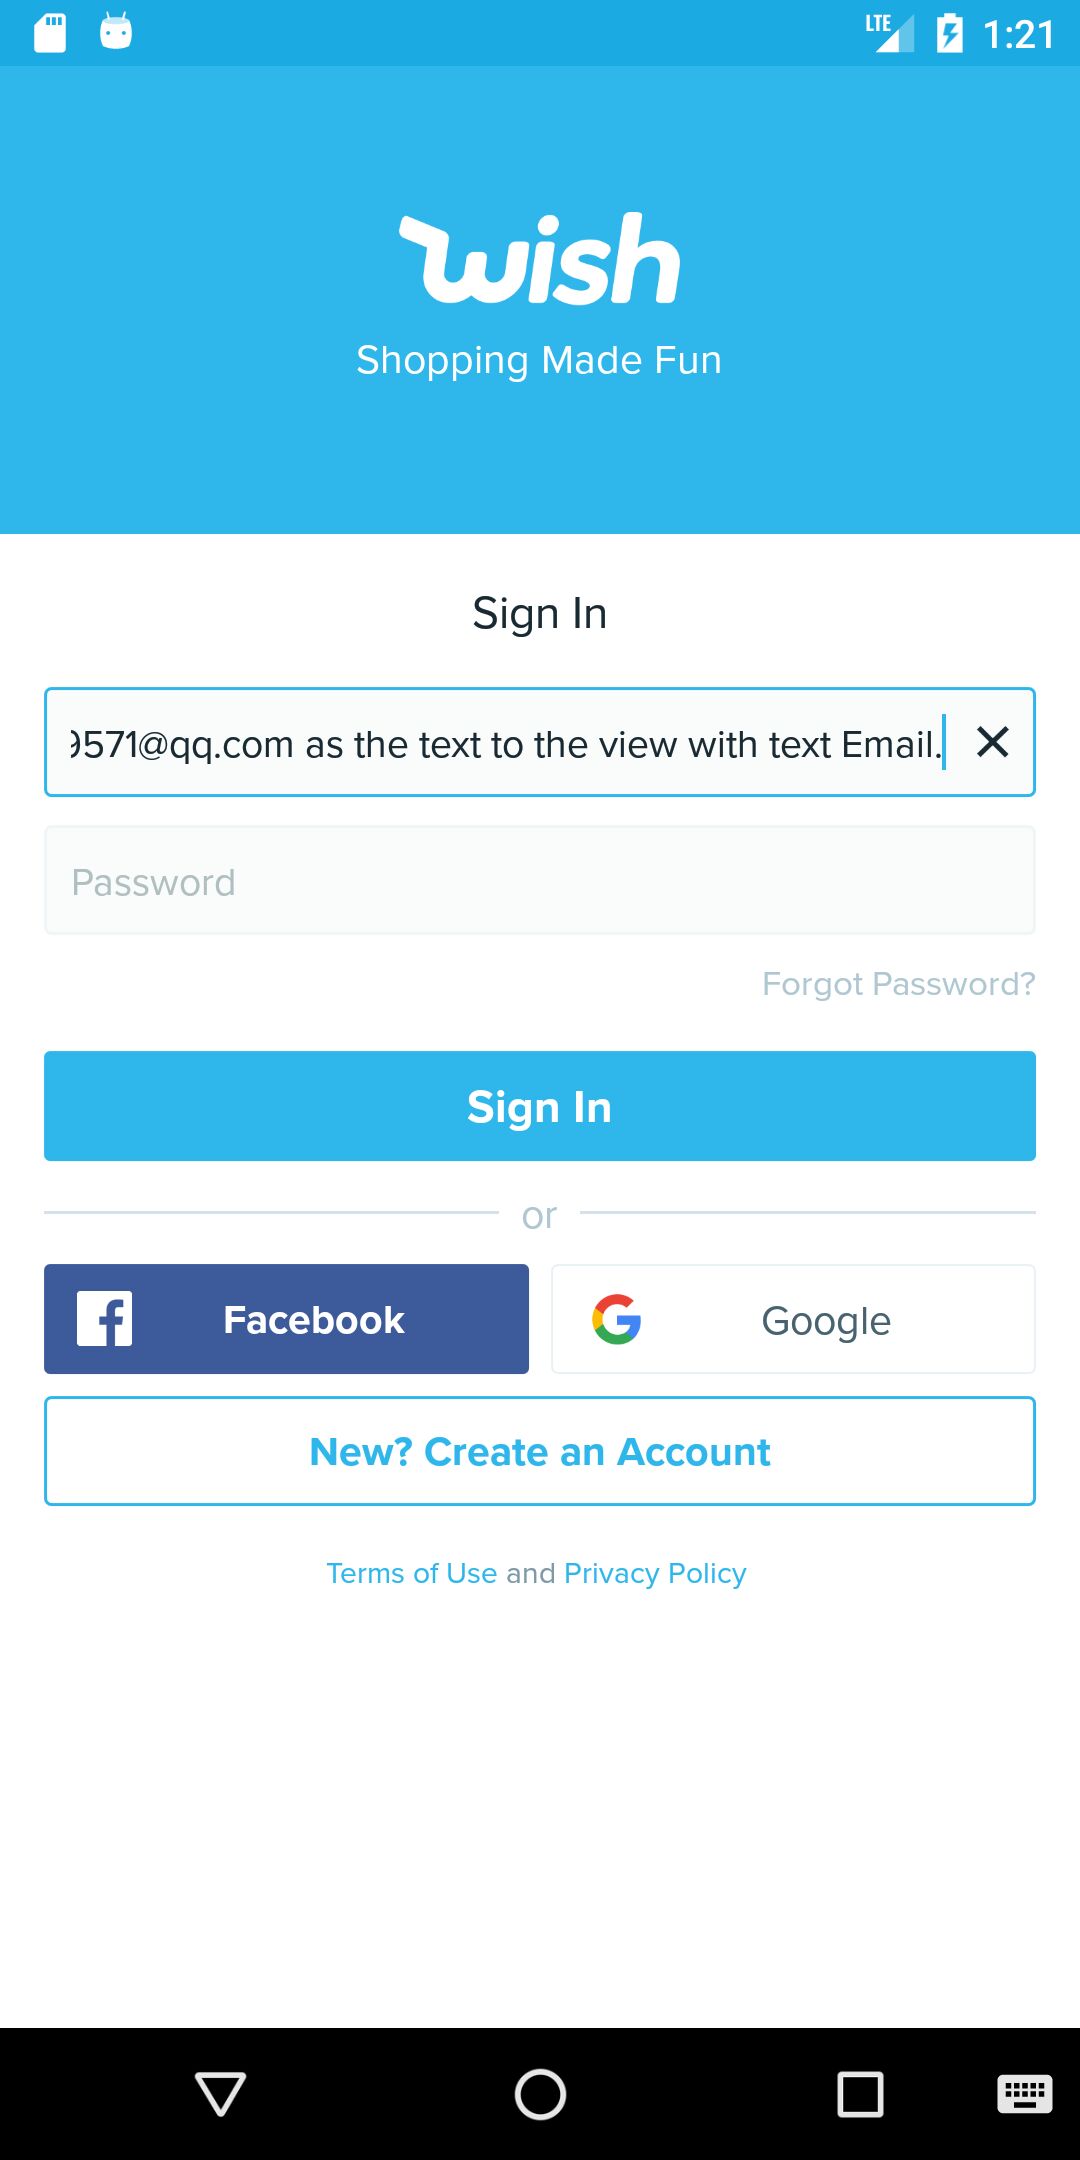 LTE 1:21
wish
Shopping Made Fun
Sign In
9571@qq.com as the text to the view with text Email.
Password
Forgot Password?
Sign In
or
Facebook
Google
New? Create an Account
Terms of Use and Privacy Policy